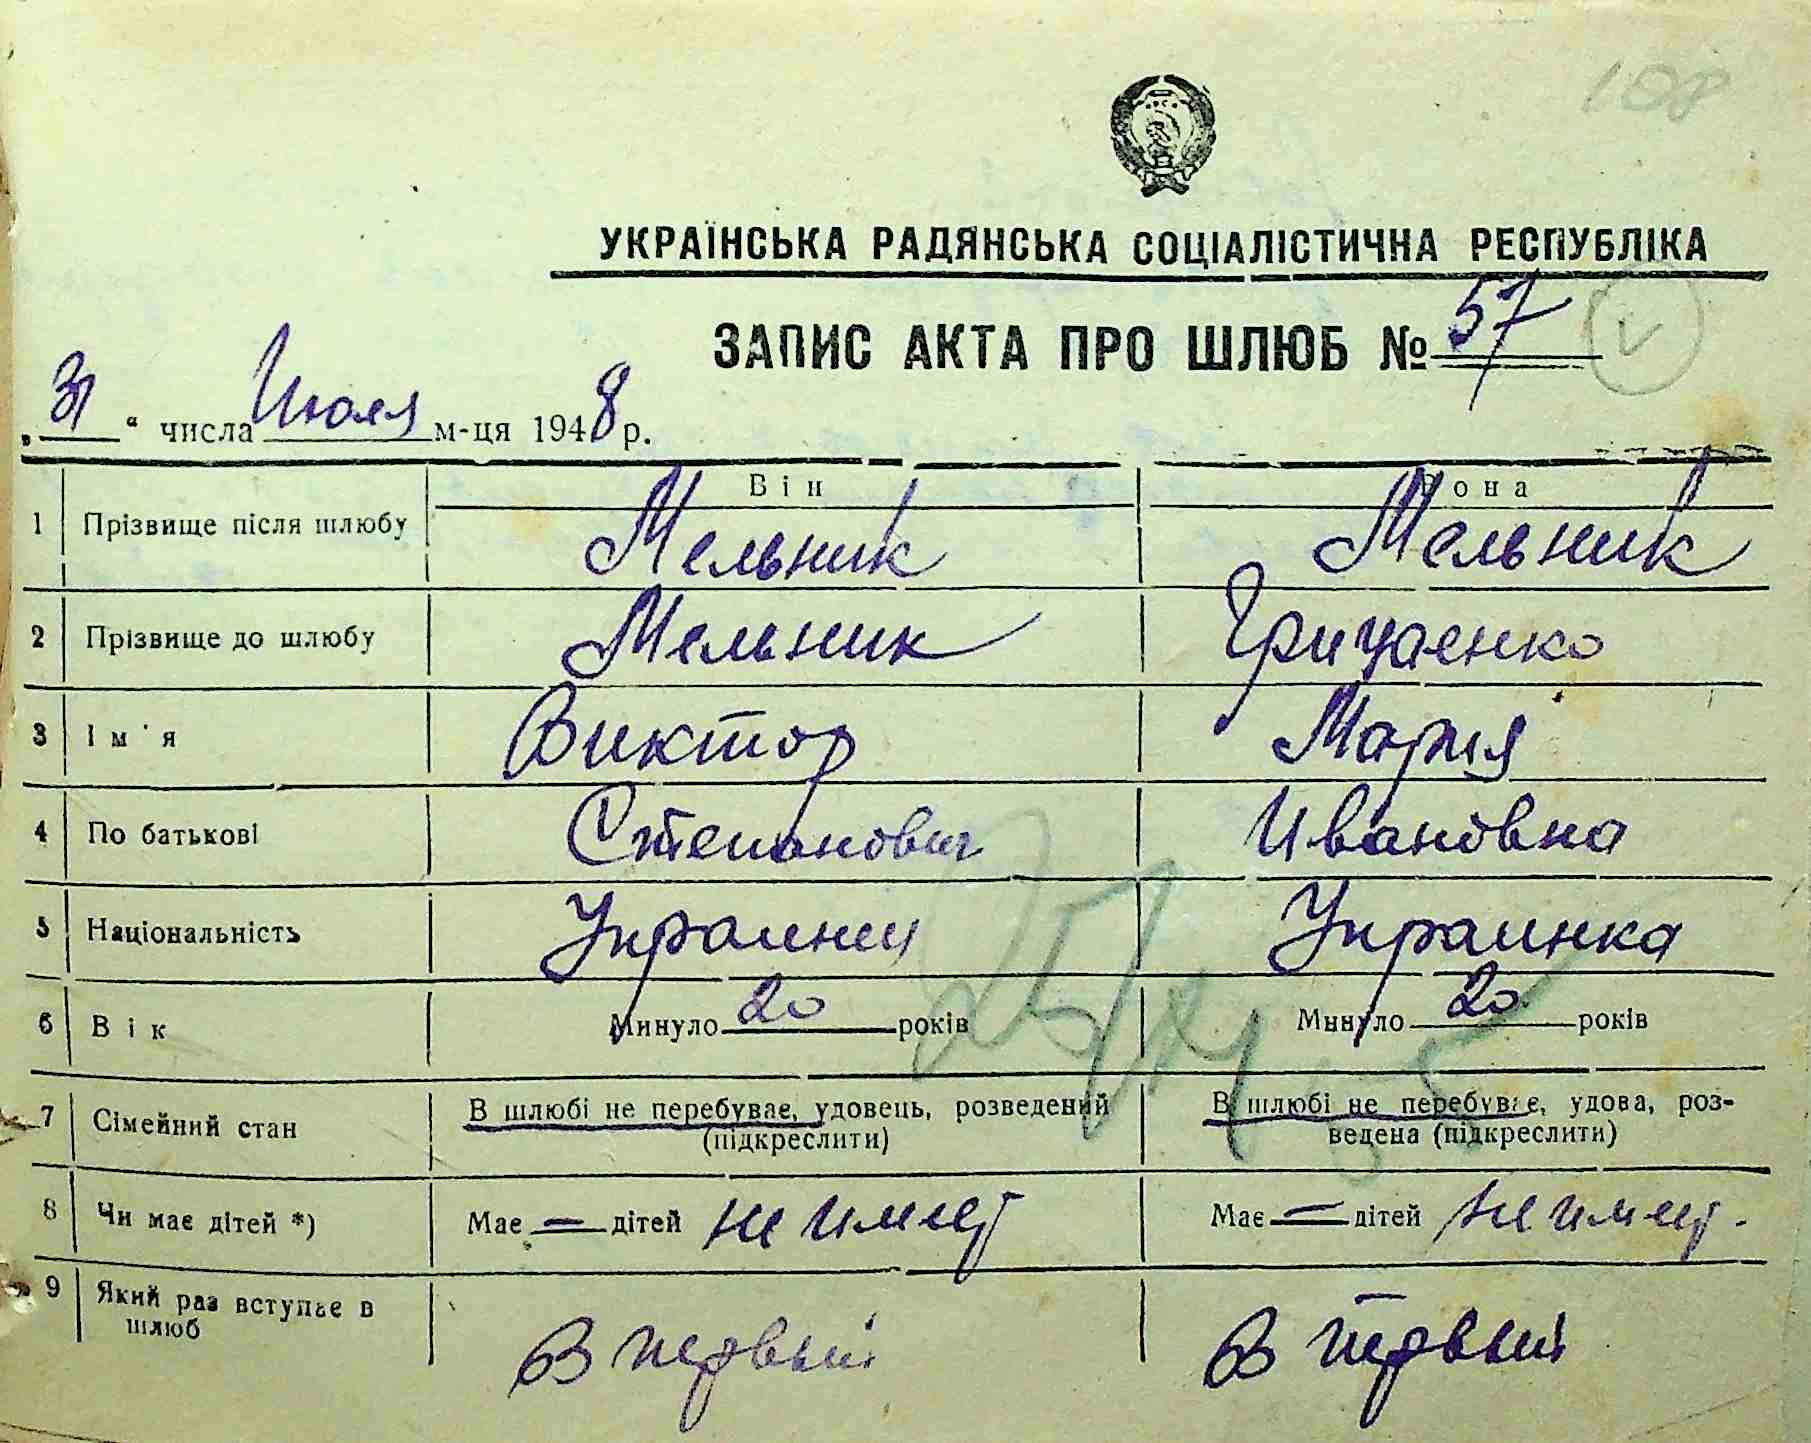 108
УКРАЇНСЬКА РАДЯНСЬКА СОЦІАЛІСТИЧНА РЕСПУБЛІКА
ЗАПИС АКТА ПРО ШЛЮБ № 57
„31“ числа Июля м-ця 1948 р.
Він Вона
1 Прізвище після шлюбу Мельник Мельник
2 Прізвище до шлюбу Мельник Грицаенко
3 Ім'я Виктор Мария
4 По батькові Степанович Ивановна
5 Національність Украинец Украинка
6 Вік Минуло 20 років Минуло 20 років
7 Сімейний стан В шлюбі не перебуває, удовець, розведений (підкреслити) В шлюбі не перебуває, удова, розведена (підкреслити)
8 Чи має дітей *) Має — дітей не имеет Має — дітей не имеет.
9 Який раз вступає в шлюб В первый В первый